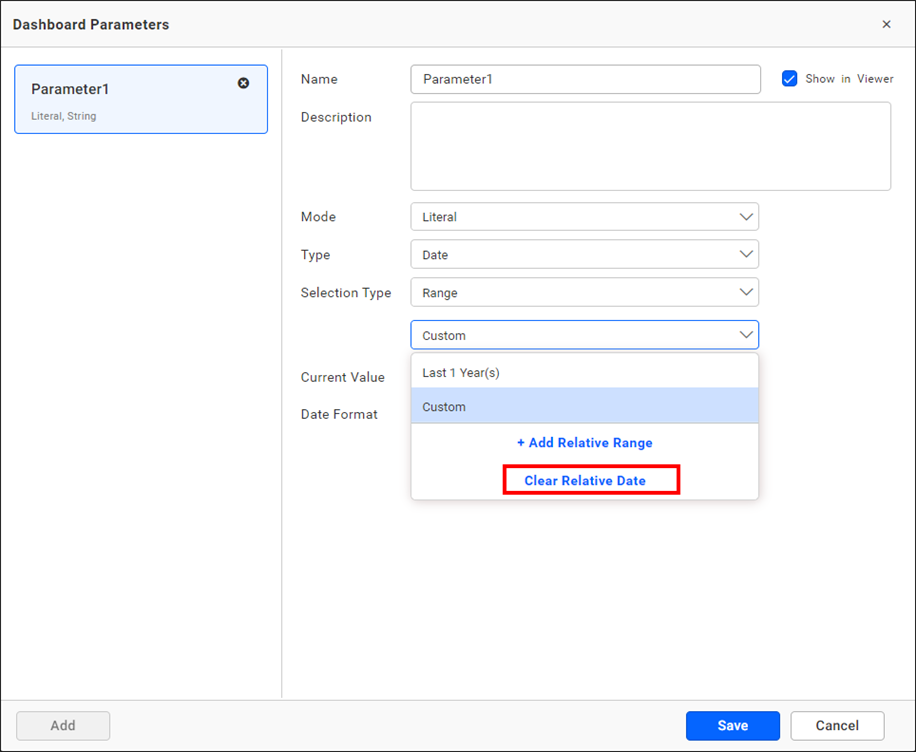 Dashboard Parameters
Parameter1
Literal, String
Name
Parameter1
Show in Viewer
Description
Mode
Literal
Type
Date
Selection Type
Range
Custom
Current Value
Last 1 Year(s)
Custom
Date Format
+ Add Relative Range
Clear Relative Date
Add
Save
Cancel